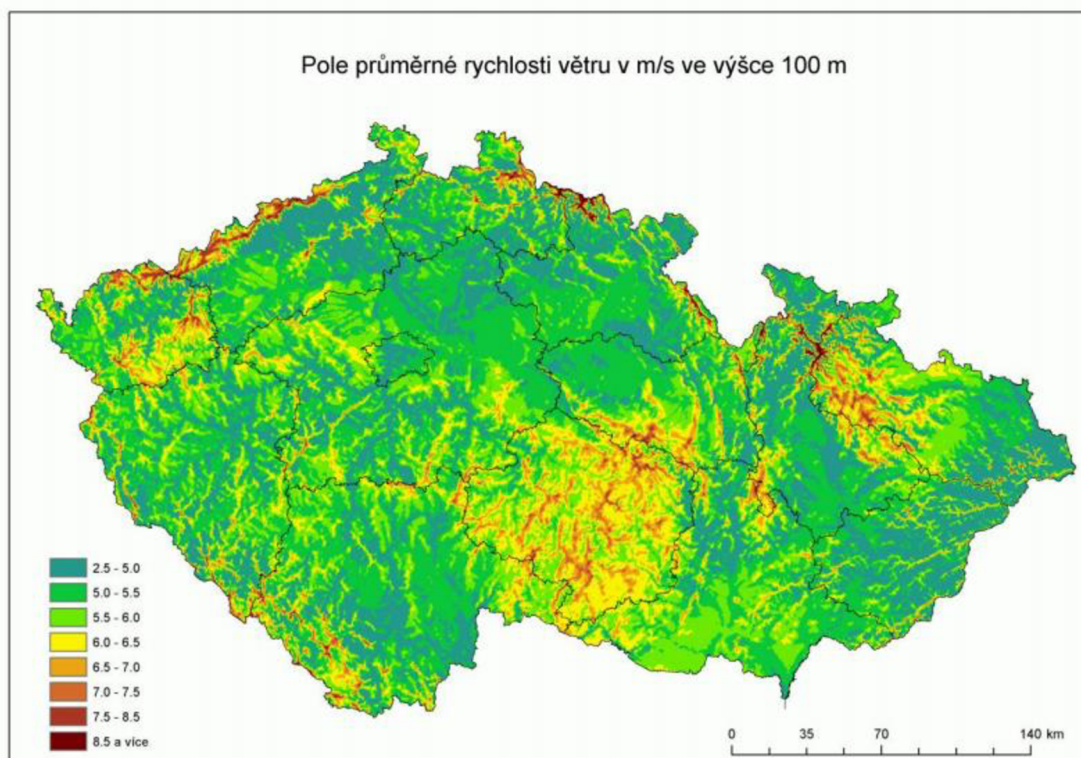 Pole průměrné rychlosti větru v m/s ve výšce 100 m
2.5 - 5.0
5.0 - 5.5
5.5 - 6.0
6.0 - 6.5
6.5 - 7.0
7.0 - 7.5
7.5 - 8.5
8.5 a více
0 35 70 140 km